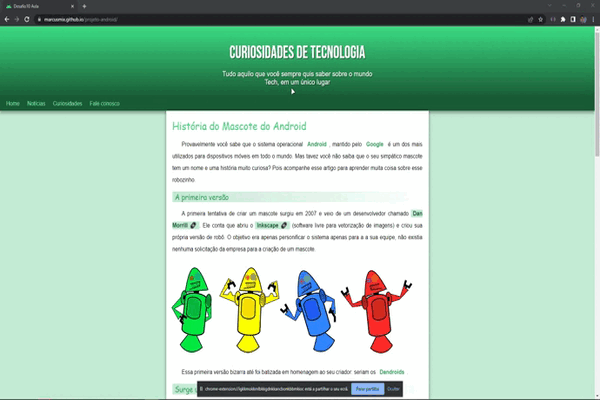 Desafio10 Aula
marcusmix.github.io/projeto-android/
CURIOSIDADES DE TECNOLOGIA
Tudo aquilo que você sempre quis saber sobre o mundo
Tech, em um único lugar
Home Notícias Curiosidades Fale conosco
História do Mascote do Android
Provavelmente você sabe que o sistema operacional Android , mantido pelo Google é um dos mais
utilizados para dispositivos móveis em todo o mundo. Mas tavez você não saiba que o seu simpático mascote
tem um nome e uma história muito curiosa? Pois acompanhe esse artigo para aprender muita coisa sobre esse
robozinho.
A primeira versão
A primeira tentativa de criar um mascote surgiu em 2007 e veio de um desenvolvedor chamado Dan
Morrill . Ele conta que abriu o Inkscape (software livre para vetorização de imagens) e criou sua
própria versão de robô. O objetivo era apenas personificar o sistema apenas para a a sua equipe, não existia
nenhuma solicitação da empresa para a criação de um mascote.
Essa primeira versão bizarra até foi batizada em homenagem ao seu criador: seriam os Dandroids .
Surge
está a partilhar o seu ecrã. Parar partilha Ocultar